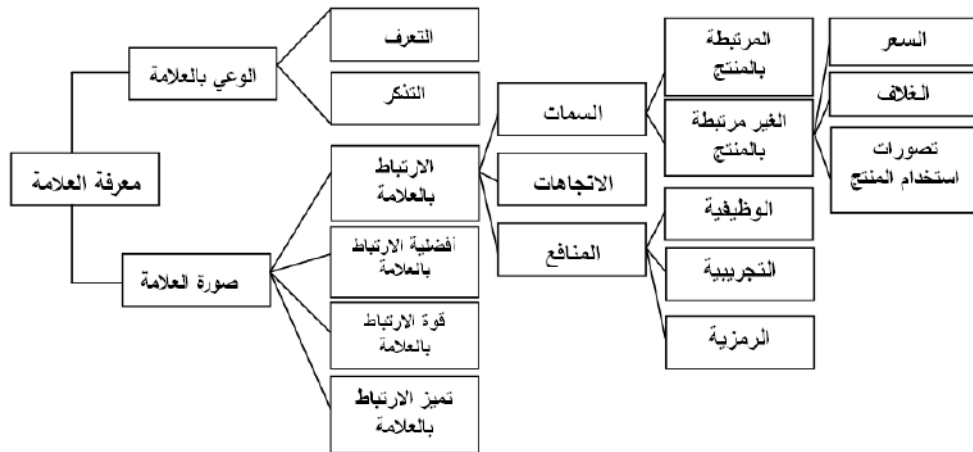 معرفة العلامة
الوعي بالعلامة
التعرف
التذكر
صورة العلامة
الارتباط
بالعلامة
أفضلية الارتباط
بالعلامة
قوة الارتباط
بالعلامة
تميز الارتباط
بالعلامة
السمات
الاتجاهات
المنافع
المرتبطة
بالمنتج
الغير مرتبطة
بالمنتج
الوظيفية
التجريبية
الرمزية
السعر
الغلاف
تصورات
استخدام المنتج